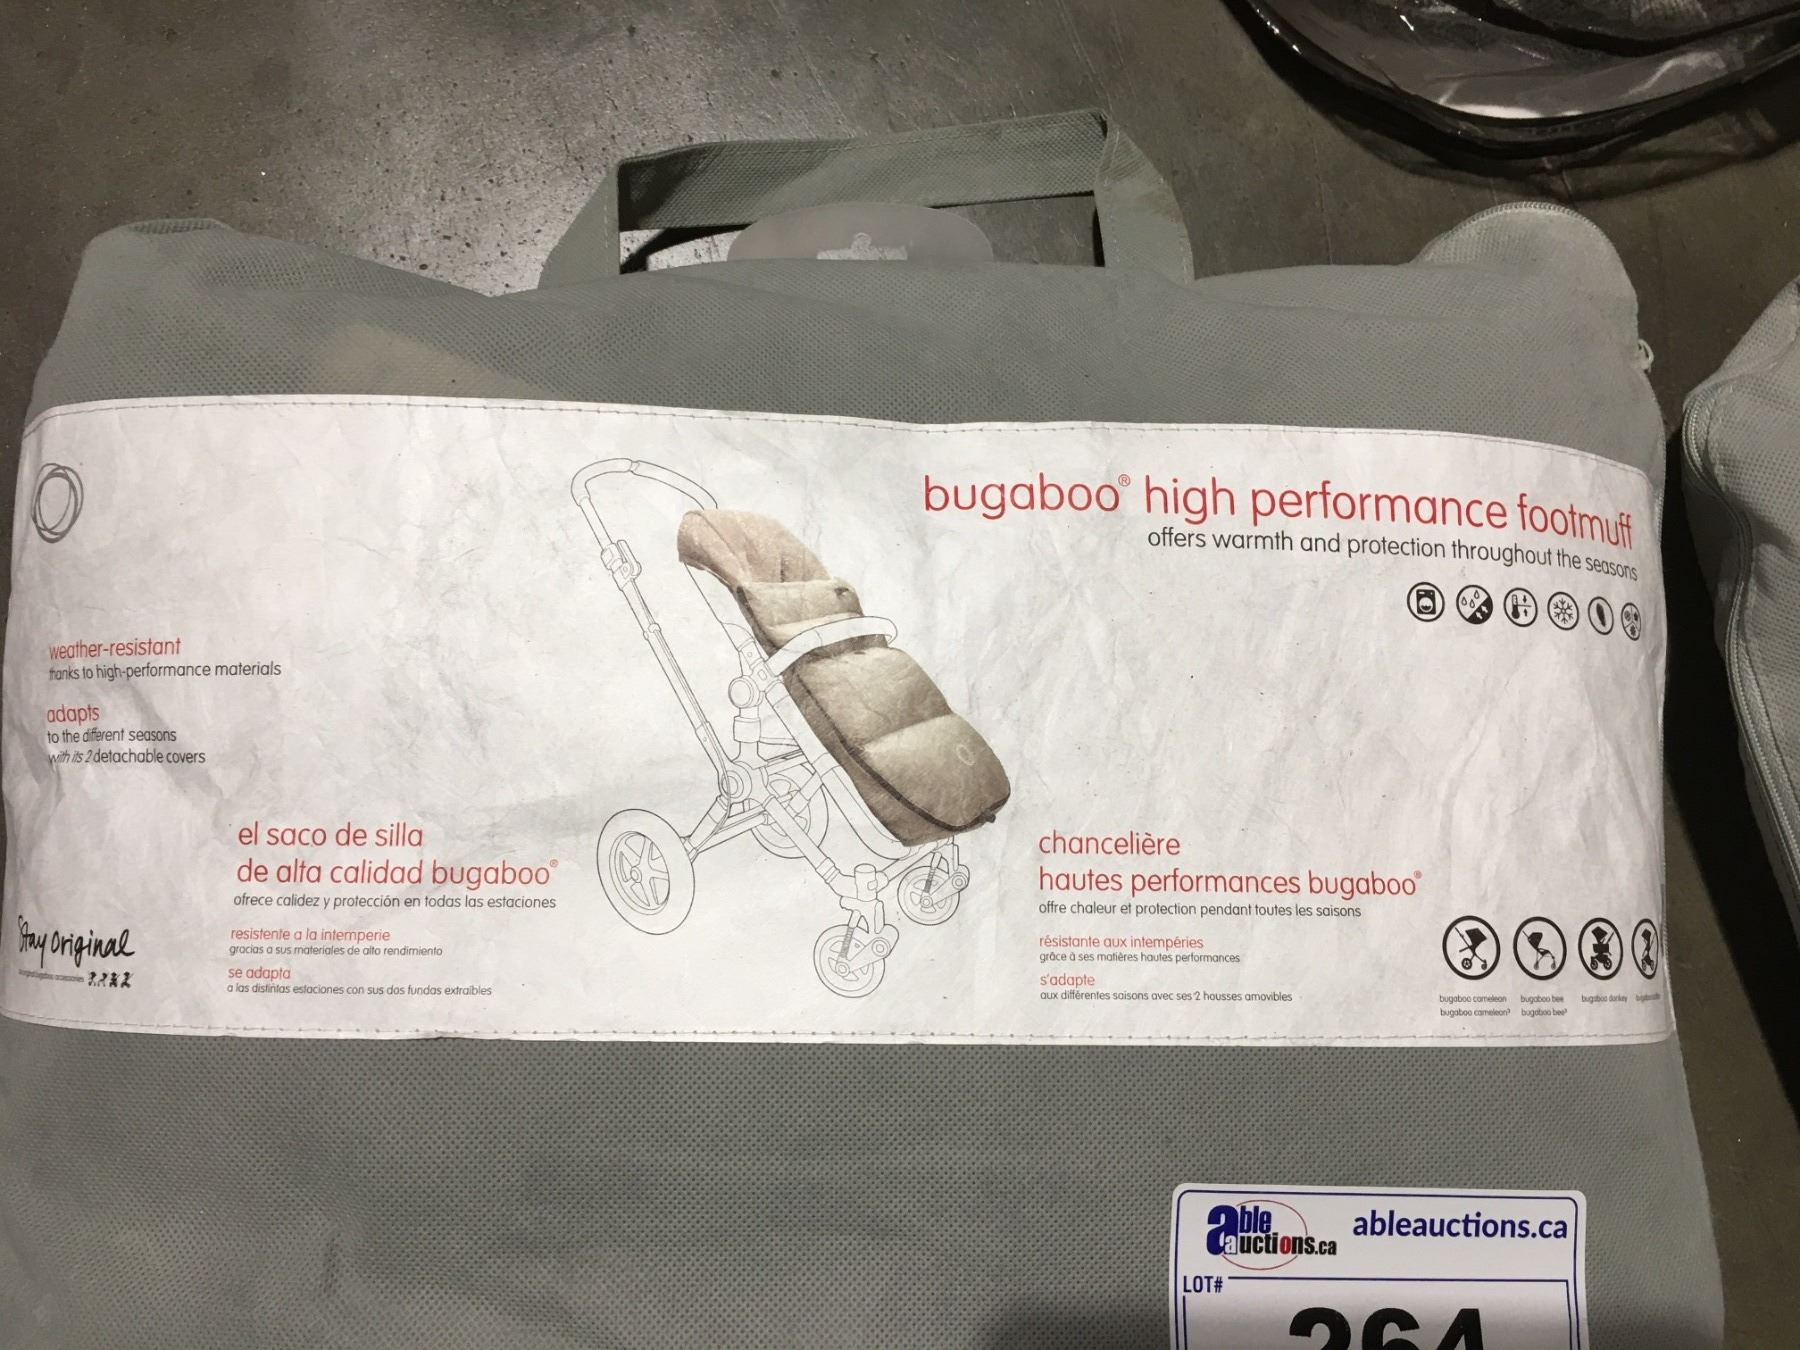 bugaboo® high performance footmuff
offers warmth and protection throughout the seasons
weather-resistant
thanks to high-performance materials
adapts
to the different seasons
with its 2 detachable covers
el saco de silla
de alta calidad bugaboo®
ofrece calidez y protección en todas las estaciones
resistente a la intemperie
gracias a sus materiales de alto rendimiento
se adapta
a las distintas estaciones con sus dos fundas extraíbles
Stay original
chancelière
hautes performances bugaboo®
offre chaleur et protection pendant toutes les saisons
résistante aux intempéries
grâce à ses matières hautes performances
s'adapte
aux différentes saisons avec ses 2 housses amovibles
bugaboo cameleon bugaboo bee bugaboo donkey
bugaboo cameleon³ bugaboo bee³
able auctions.ca
ableauctions.ca
LOT#
264